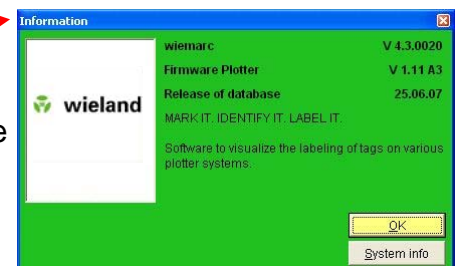 Information
wiemarc V 4.3.0020
Firmware Plotter V 1.11 A3
Release of database 25.06.07
wieland
MARK IT. IDENTIFY IT. LABEL IT.
e
Software to visualize the labeling of tags on various
plotter systems.
OK
System info